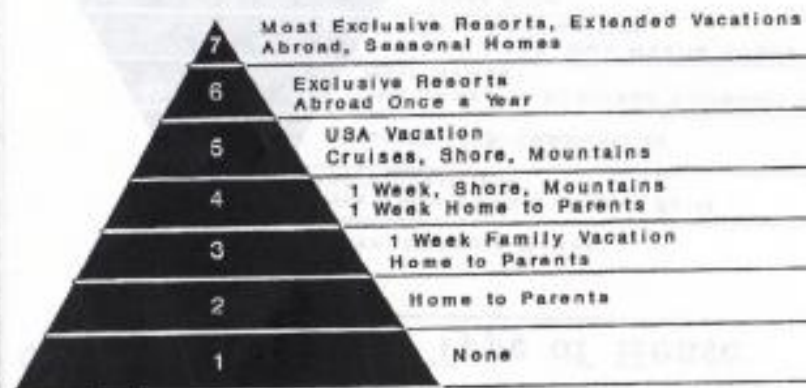 7
Most Exclusive Resorts, Extended Vacations
Abroad, Seasonal Homes
6
Exclusive Resorts
Abroad Once a Year
5
USA Vacation
Cruises, Shore, Mountains
4
1 Week, Shore, Mountains
1 Week Home to Parents
3
1 Week Family Vacation
Home to Parents
2
Home to Parents
1
None